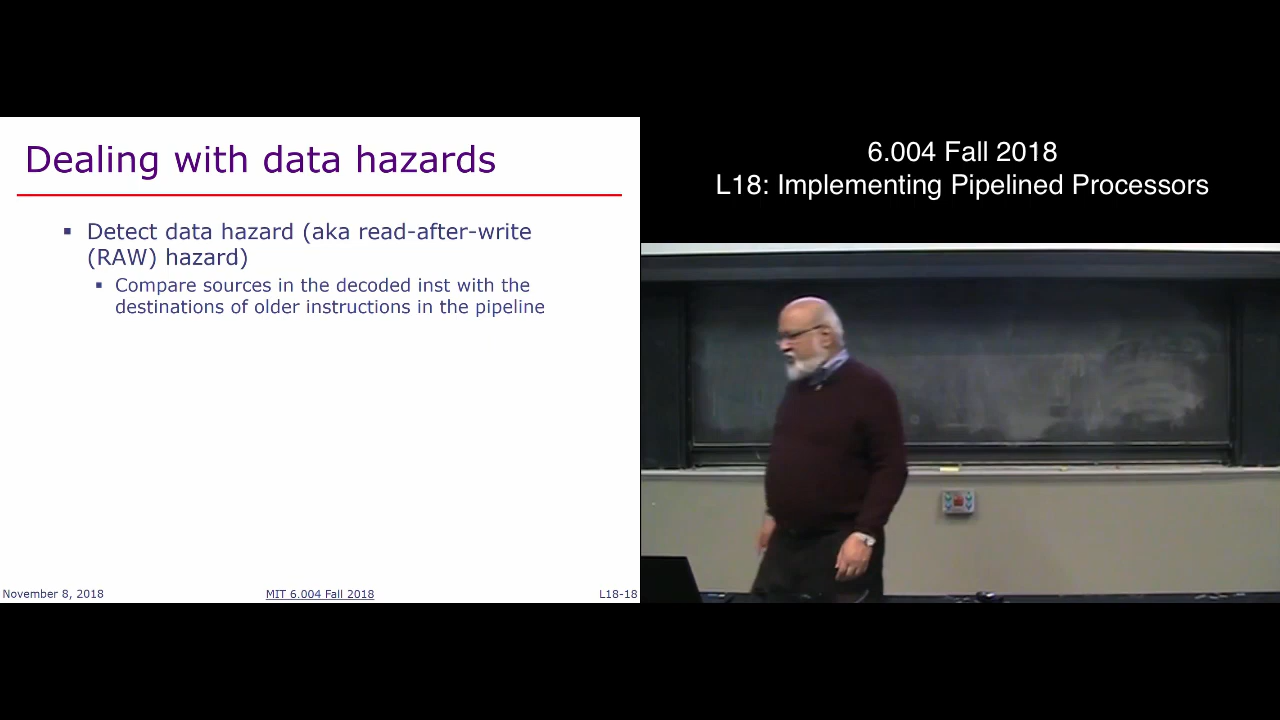 Dealing with data hazards
▪ Detect data hazard (aka read-after-write
(RAW) hazard)
▪ Compare sources in the decoded inst with the
destinations of older instructions in the pipeline
November 8, 2018
MIT 6.004 Fall 2018
L18-18
6.004 Fall 2018
L18: Implementing Pipelined Processors